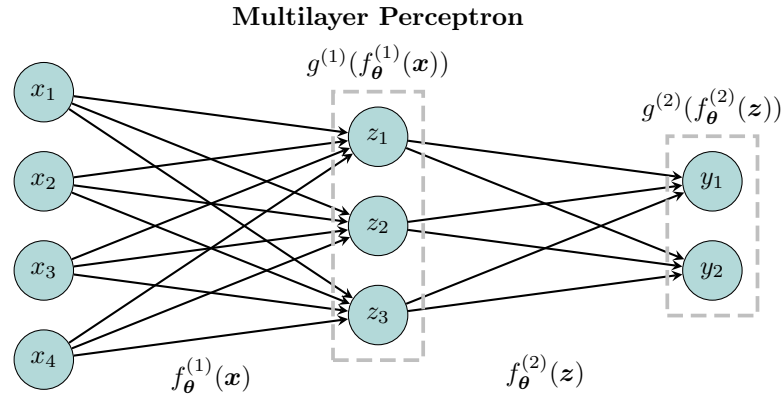 Multilayer Perceptron
g^{(1)}(f_θ^{(1)}(x))
g^{(2)}(f_θ^{(2)}(z))
x_1
x_2
x_3
x_4
z_1
z_2
z_3
y_1
y_2
f_θ^{(1)}(x)
f_θ^{(2)}(z)